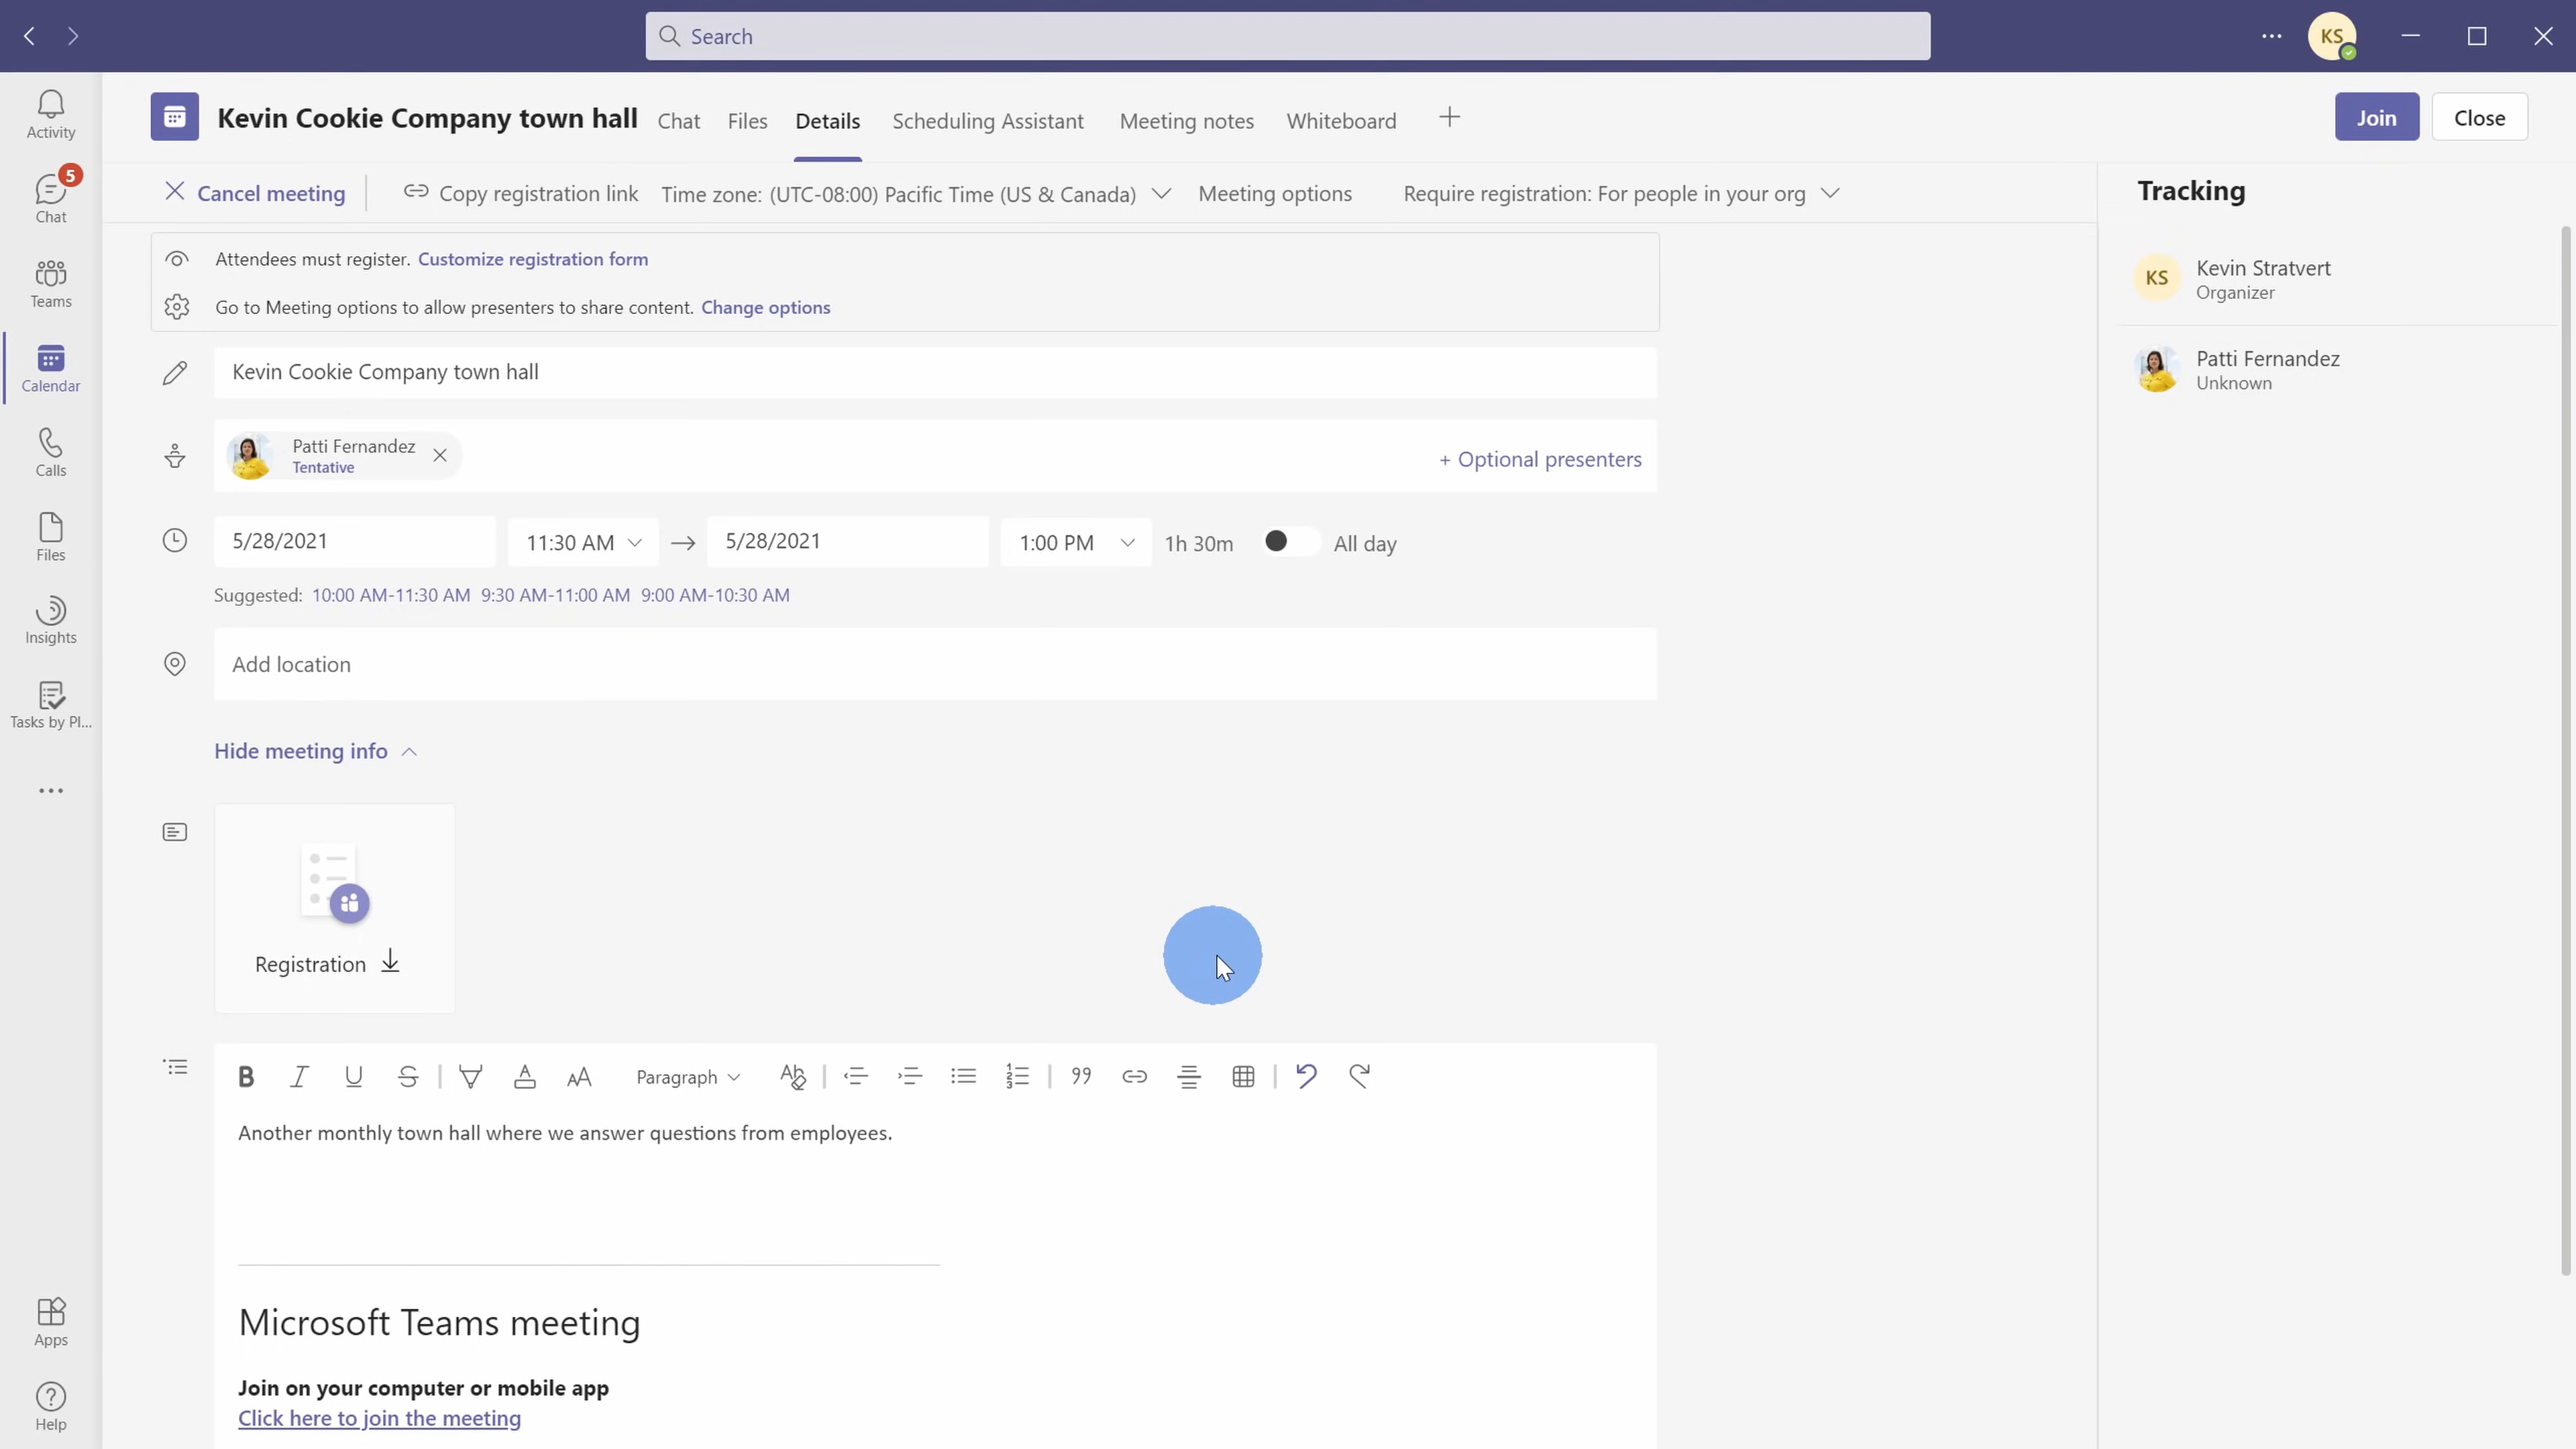 Search
KS
Activity
5
Chat
Teams
Calendar
Calls
Files
Insights
Tasks by Pl...
Apps
Help
Kevin Cookie Company town hall Chat Files Details Scheduling Assistant Meeting notes Whiteboard
Join Close
Cancel meeting Copy registration link Time zone: (UTC-08:00) Pacific Time (US & Canada) Meeting options Require registration: For people in your org
Attendees must register. Customize registration form
Go to Meeting options to allow presenters to share content. Change options
Kevin Cookie Company town hall
Patti Fernandez
Tentative
+ Optional presenters
5/28/2021 11:30 AM 5/28/2021 1:00 PM 1h 30m All day
Suggested: 10:00 AM-11:30 AM 9:30 AM-11:00 AM 9:00 AM-10:30 AM
Add location
Hide meeting info
Registration
B I U S A AA Paragraph Ab
Another monthly town hall where we answer questions from employees.
Microsoft Teams meeting
Join on your computer or mobile app
Click here to join the meeting
Tracking
KS
Kevin Stratvert
Organizer
Patti Fernandez
Unknown